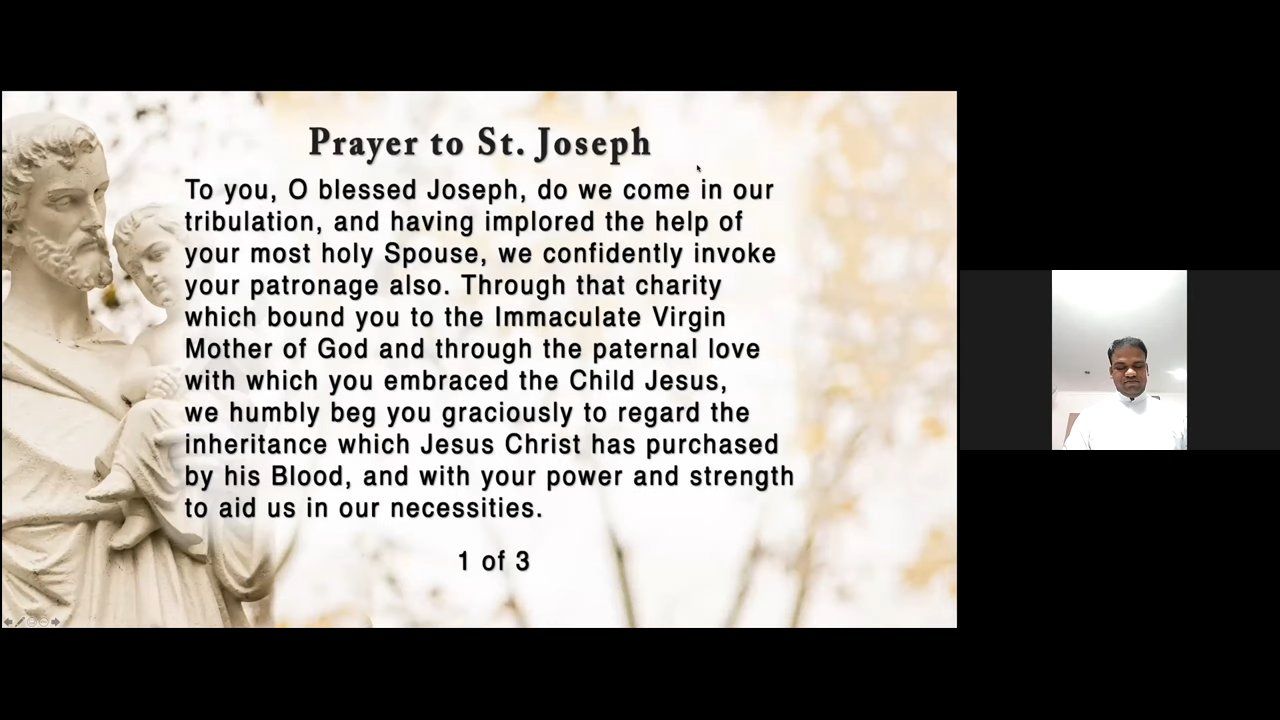 Prayer to St. Joseph
To you, O blessed Joseph, do we come in our
tribulation, and having implored the help of
your most holy Spouse, we confidently invoke
your patronage also. Through that charity
which bound you to the Immaculate Virgin
Mother of God and through the paternal love
with which you embraced the Child Jesus,
we humbly beg you graciously to regard the
inheritance which Jesus Christ has purchased
by his Blood, and with your power and strength
to aid us in our necessities.
1 of 3